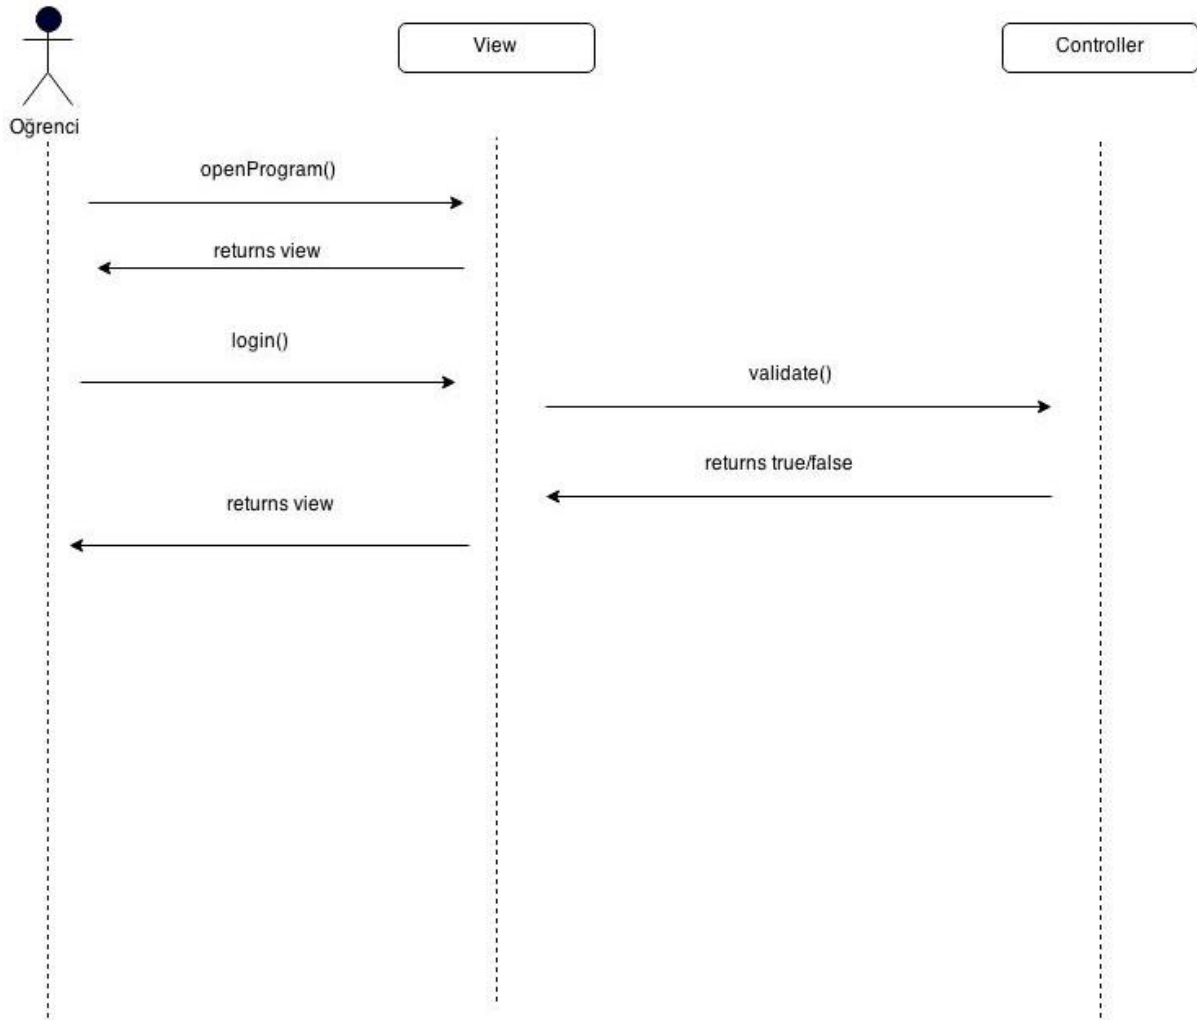 View
Controller
Oğrenci
openProgram()
returns view
login()
validate()
returns true/false
returns view